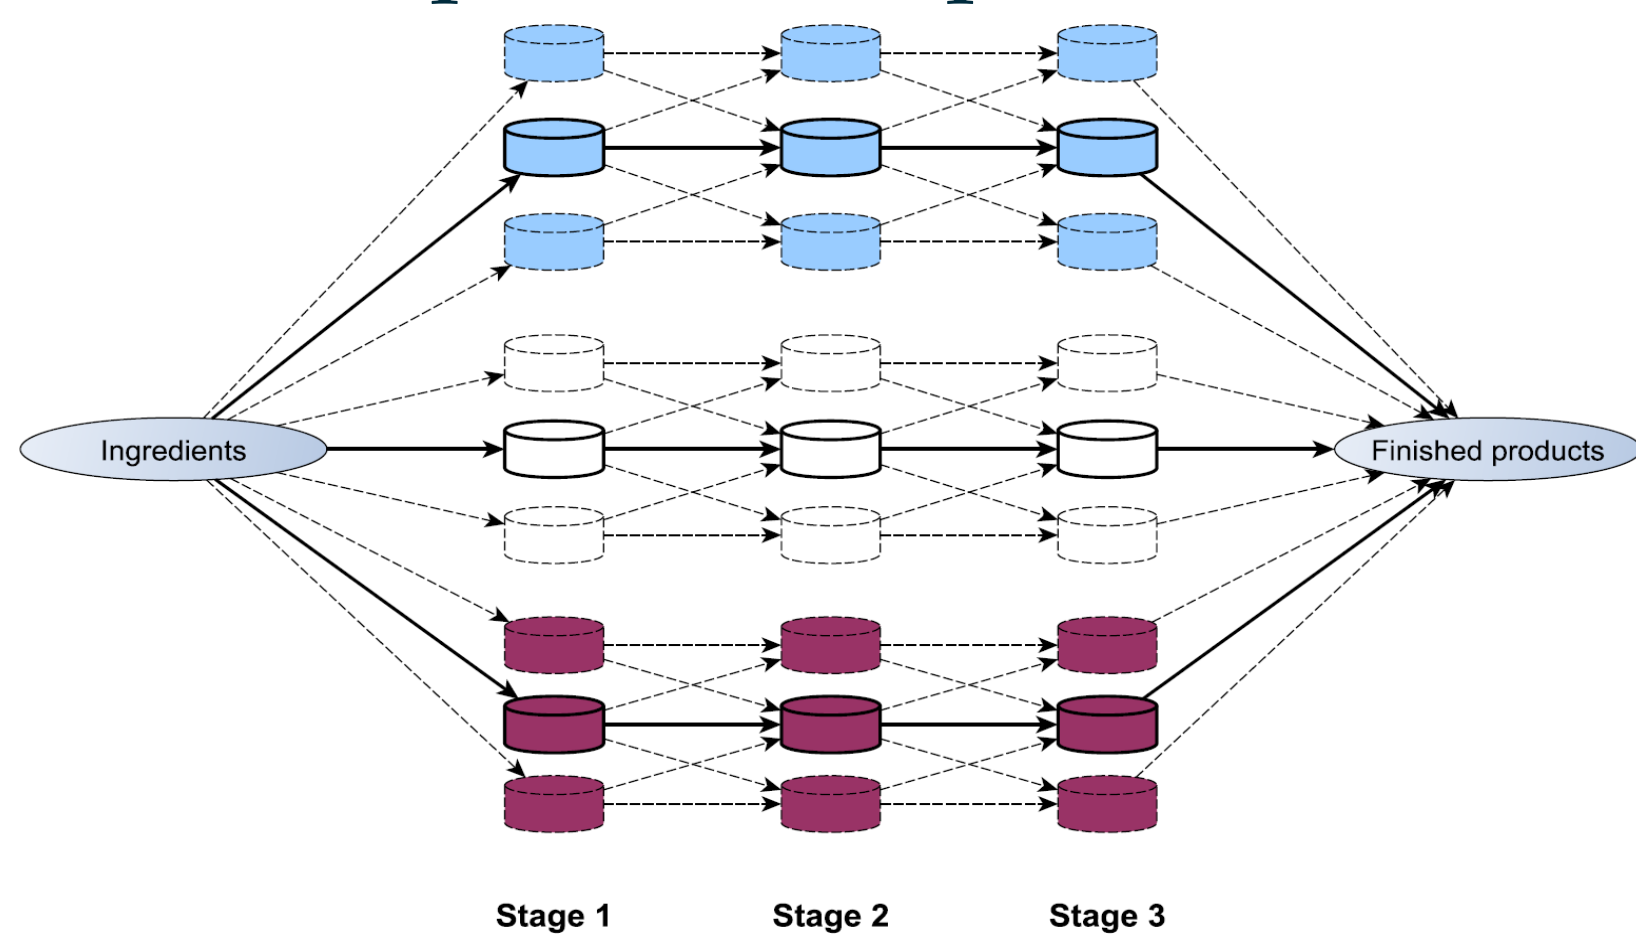 Ingredients
Finished products
Stage 1
Stage 2
Stage 3